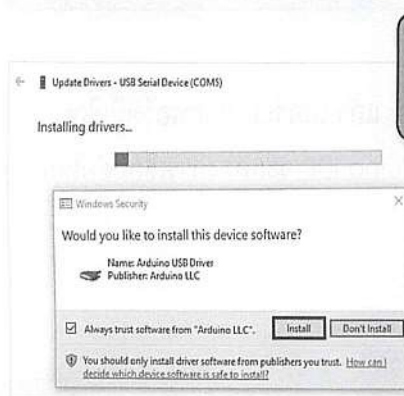 Update Drivers - USB Serial Device (COM5)
Installing drivers...
Windows Security
Would you like to install this device software?
Name: Arduino USB Driver
Publisher: Arduino LLC
Always trust software from "Arduino LLC".
Install
Don't Install
You should only install driver software from publishers you trust. How can I
decide which device software is safe to install?